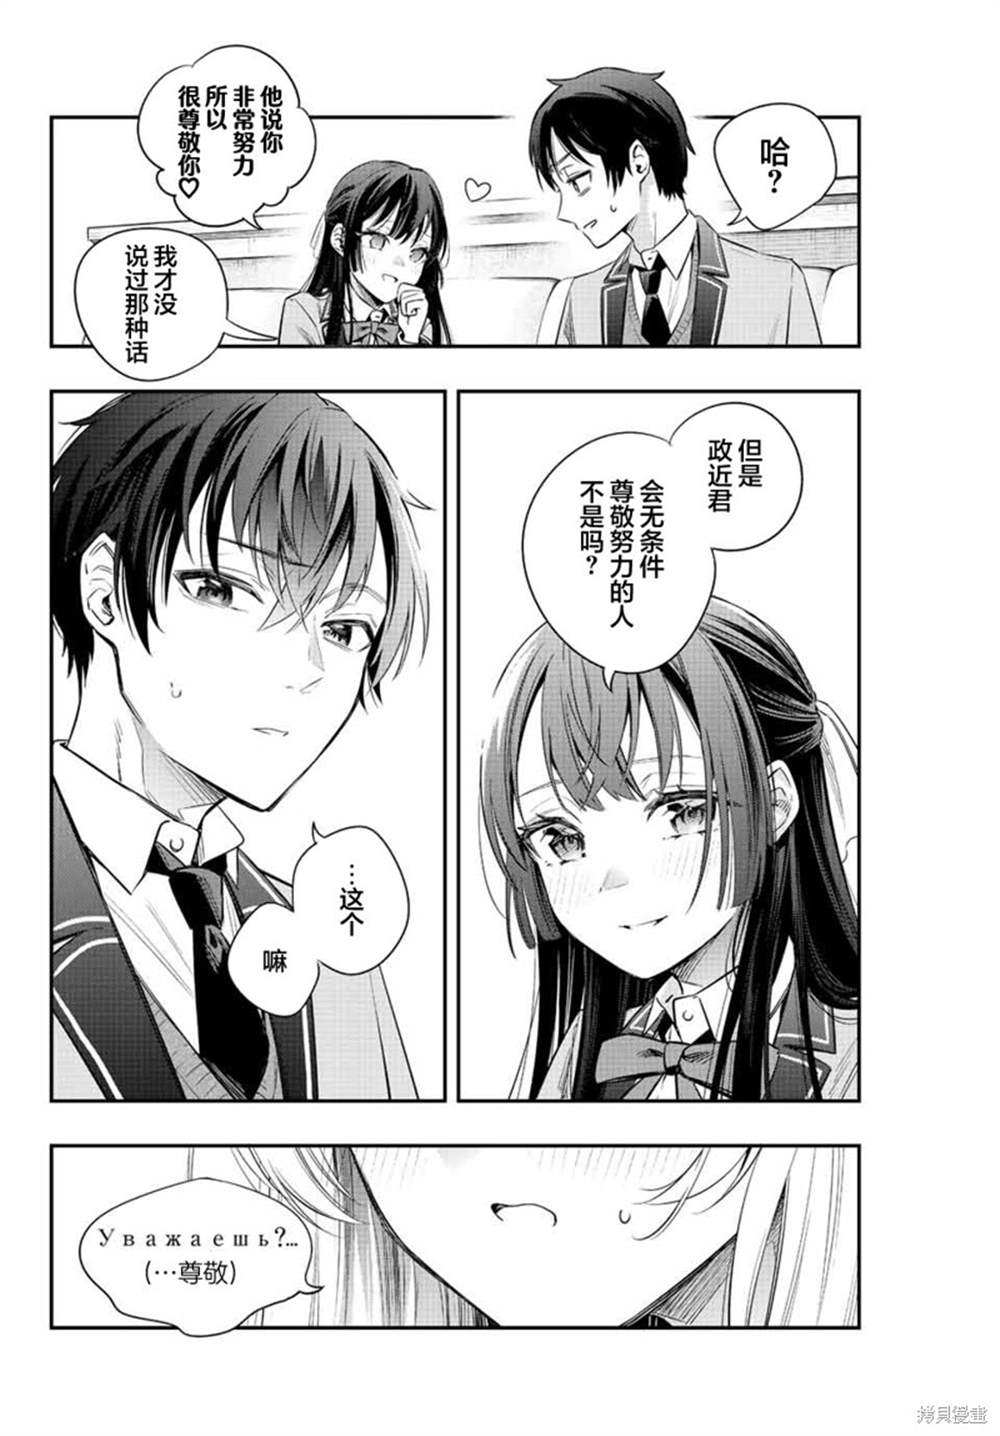 哈?
他说你
非常努力
所以
很尊敬你♡
我才没
说过那种话
但是
政近君
会无条件
尊敬努力的人
不是吗?
…这个
嘛
Уважаешь?…
(…尊敬)
拷貝漫畫